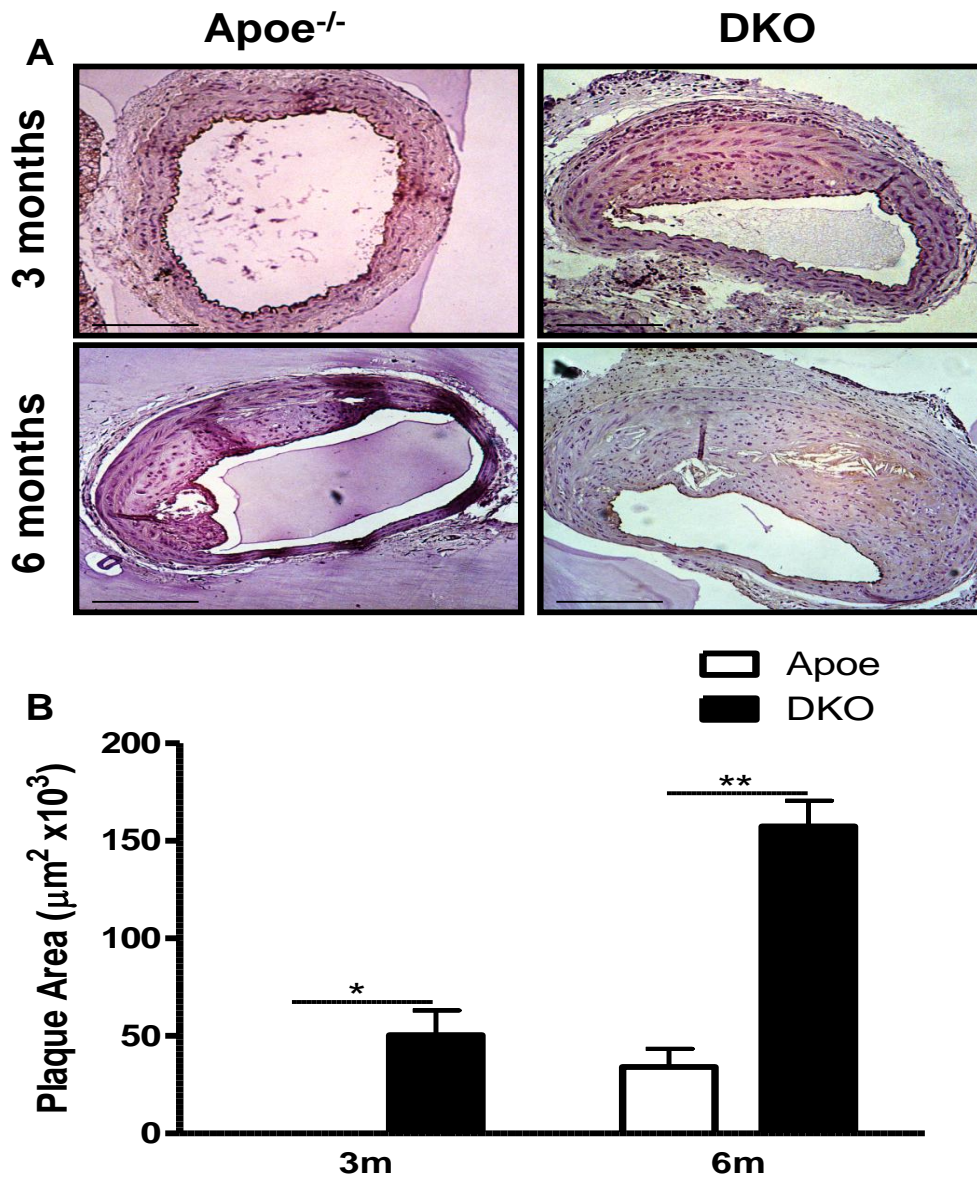 Apoe⁻/⁻ DKO
A
3 months
6 months
Apoe
DKO
B
Plaque Area (μm² x10³)
200
150
100
50
0
*
**
3m 6m